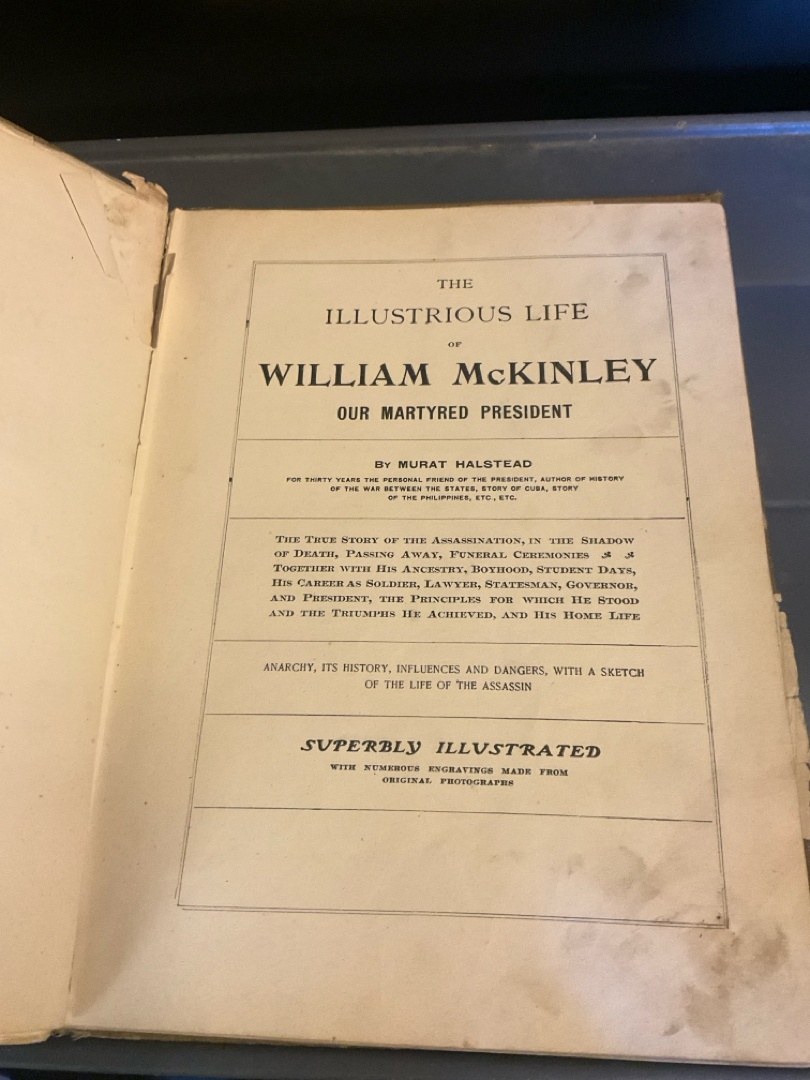 THE
ILLUSTRIOUS LIFE
OF
WILLIAM McKINLEY
OUR MARTYRED PRESIDENT
BY MURAT HALSTEAD
FOR THIRTY YEARS THE PERSONAL FRIEND OF THE PRESIDENT, AUTHOR OF HISTORY
OF THE WAR BETWEEN THE STATES, STORY OF CUBA, STORY
OF THE PHILIPPINES, ETC., ETC.
THE TRUE STORY OF THE ASSASSINATION, IN THE SHADOW
OF DEATH, PASSING AWAY, FUNERAL CEREMONIES
TOGETHER WITH HIS ANCESTRY, BOYHOOD, STUDENT DAYS,
HIS CAREER AS SOLDIER, LAWYER, STATESMAN, GOVERNOR,
AND PRESIDENT, THE PRINCIPLES FOR WHICH HE STOOD
AND THE TRIUMPHS HE ACHIEVED, AND HIS HOME LIFE
ANARCHY, ITS HISTORY, INFLUENCES AND DANGERS, WITH A SKETCH
OF THE LIFE OF THE ASSASSIN
SUPERBLY ILLUSTRATED
WITH NUMEROUS ENGRAVINGS MADE FROM
ORIGINAL PHOTOGRAPHS